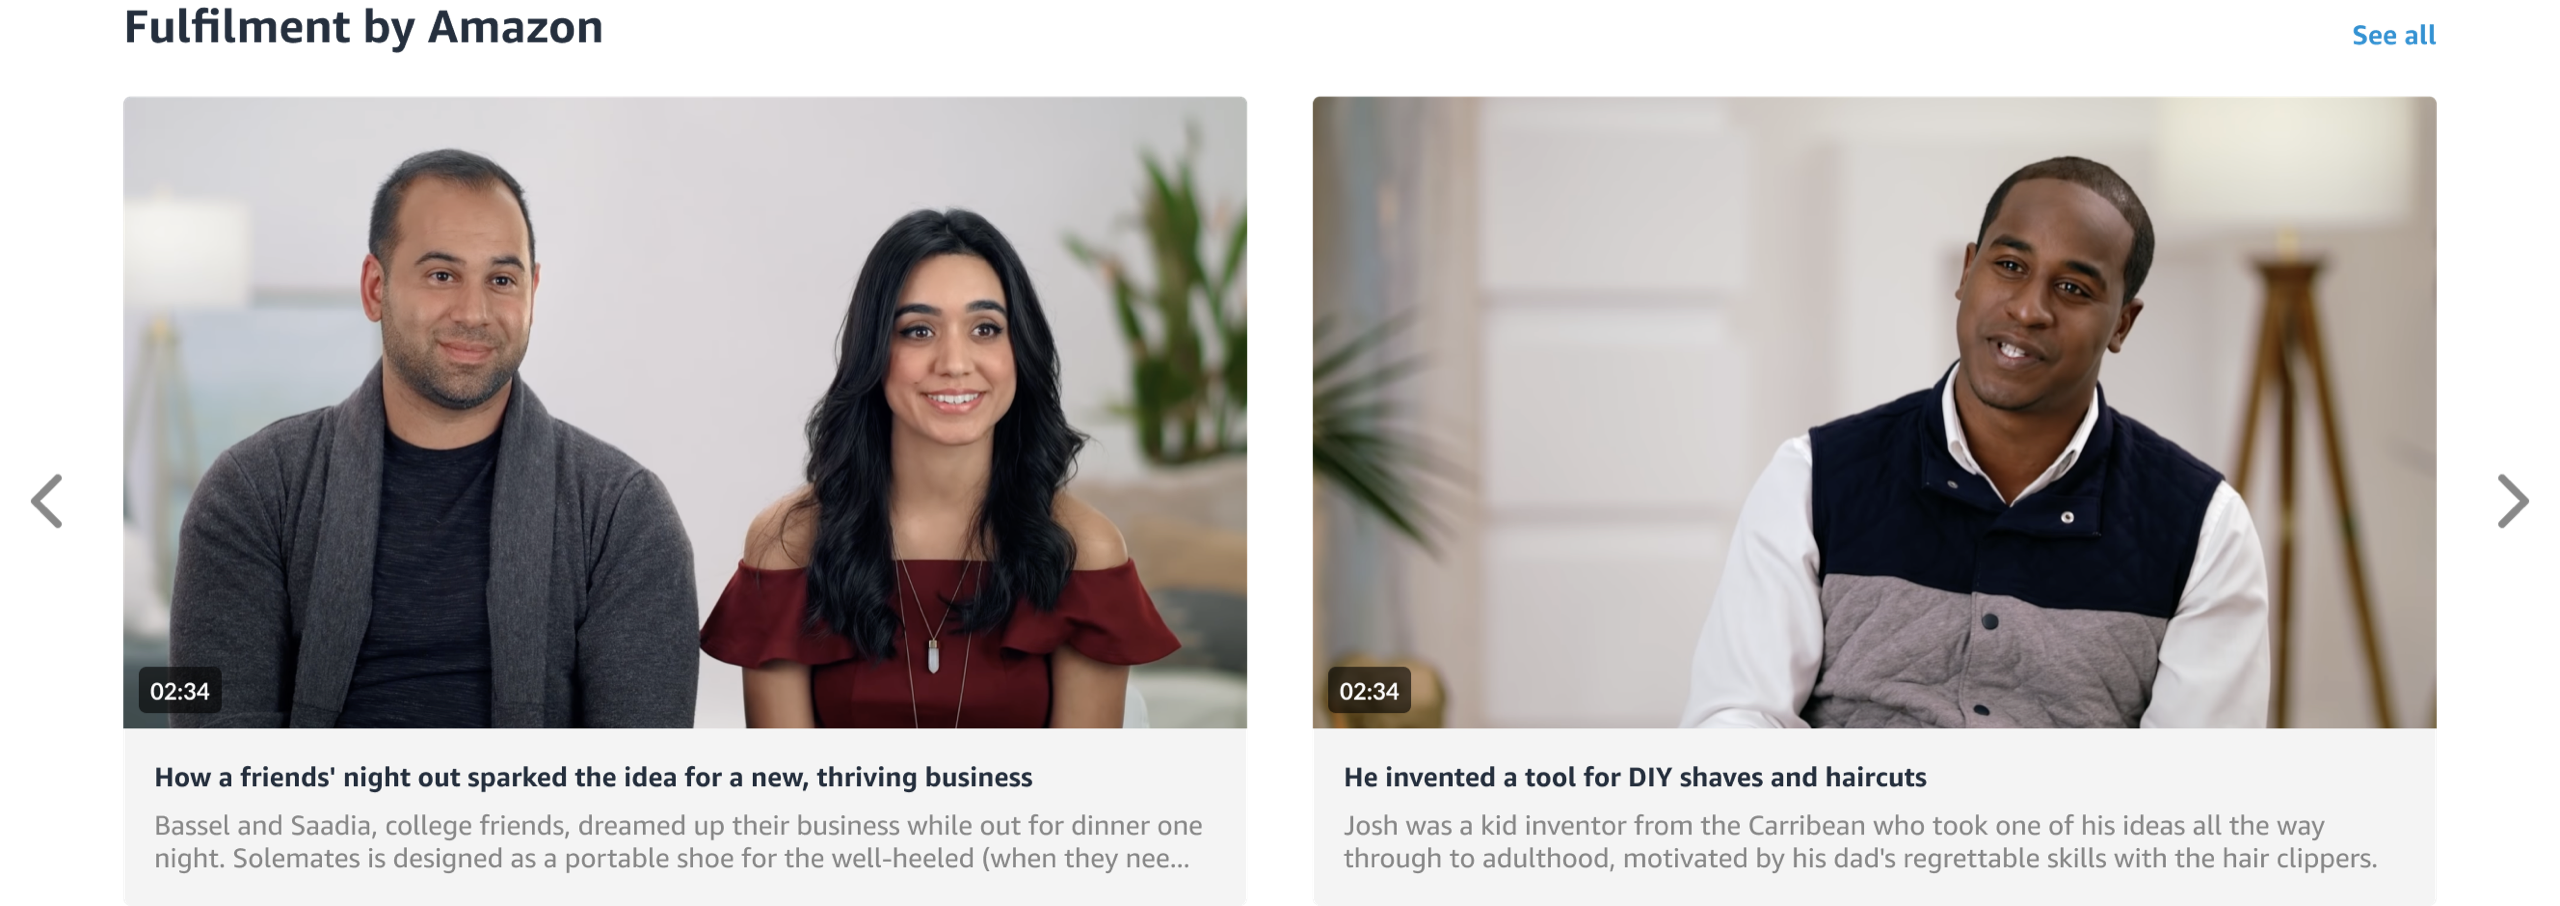 Fulfilment by Amazon
See all
02:34
How a friends' night out sparked the idea for a new, thriving business
Bassel and Saadia, college friends, dreamed up their business while out for dinner one
night. Solemates is designed as a portable shoe for the well-heeled (when they nee...
02:34
He invented a tool for DIY shaves and haircuts
Josh was a kid inventor from the Carribean who took one of his ideas all the way
through to adulthood, motivated by his dad's regrettable skills with the hair clippers.